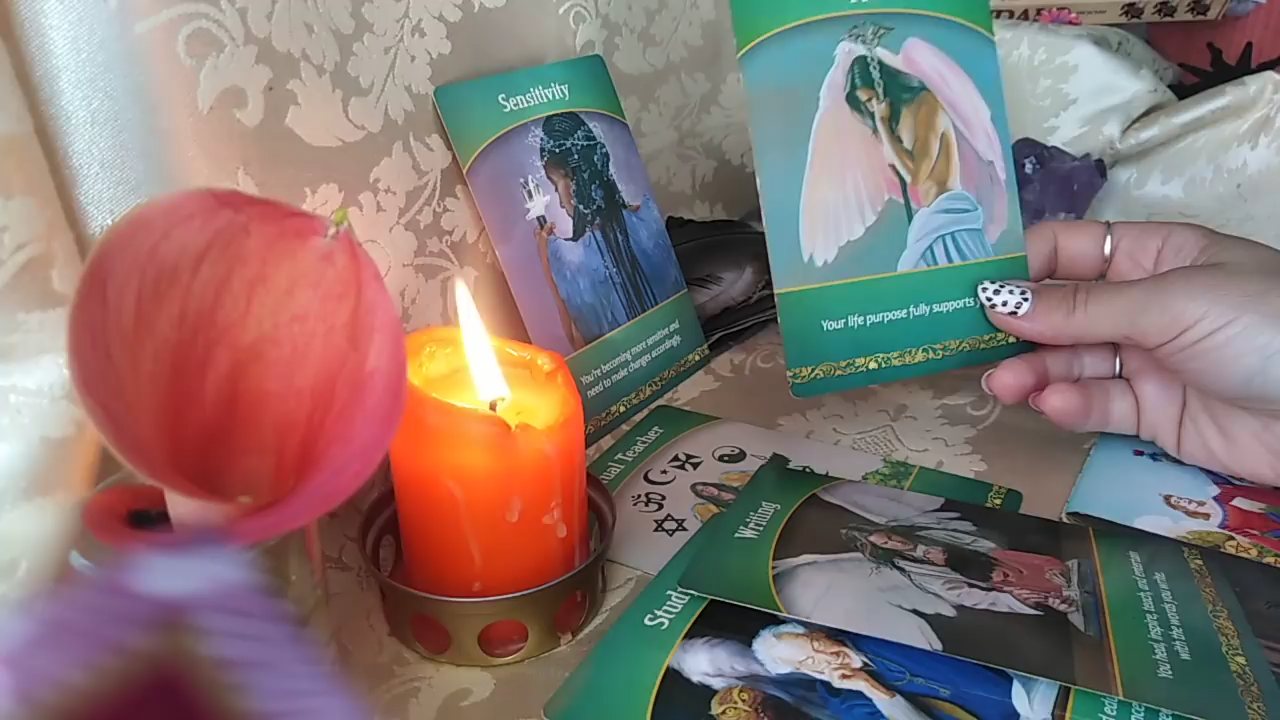 Sensitivity
You're becoming more sensitive and
need to make changes accordingly.
Your life purpose fully supports
ual Teacher
ॐ
Writing
You heal, inspire, teach, and entertain
with the words you write.
Stud